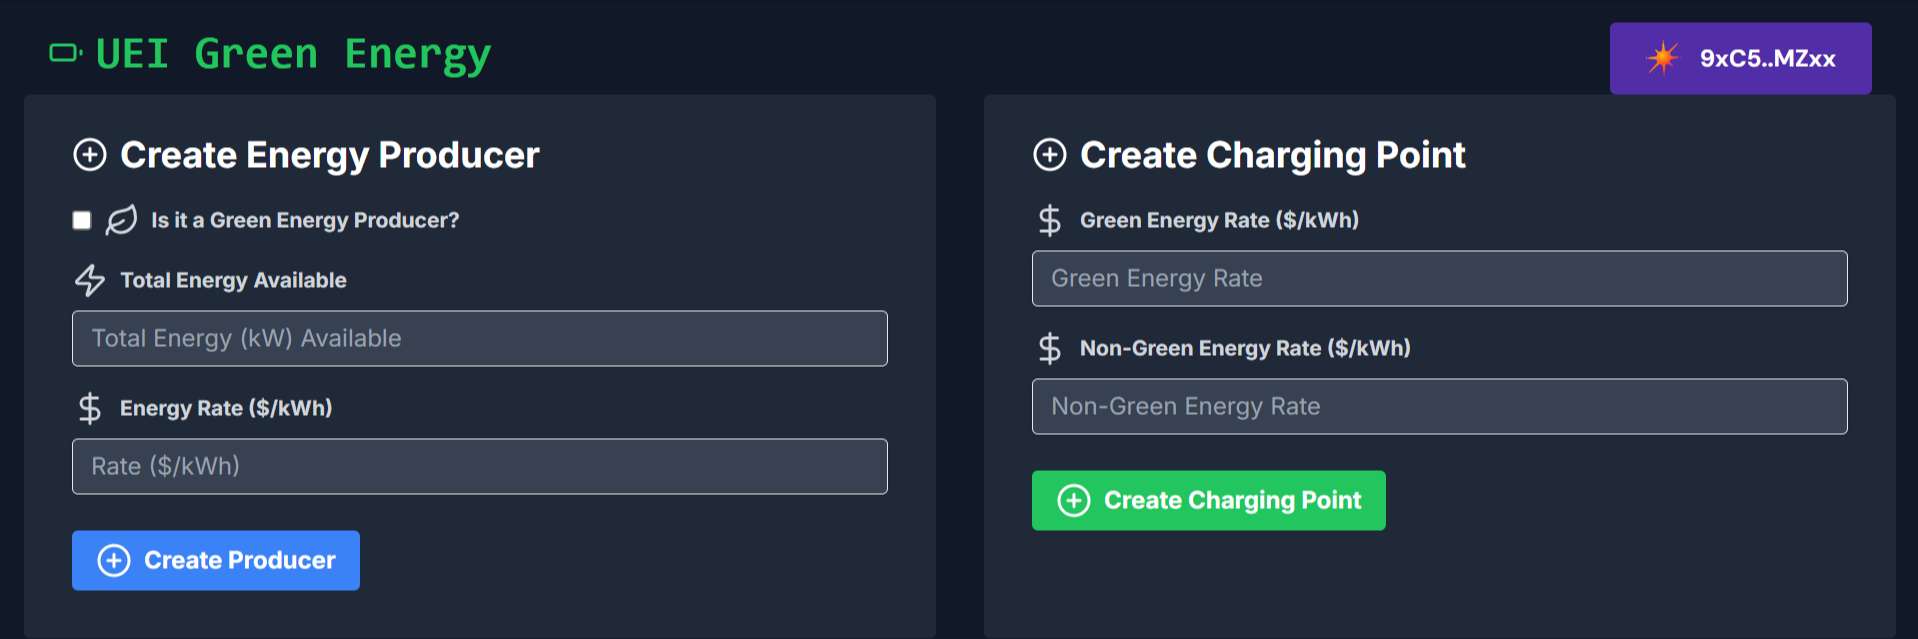 UEI Green Energy
9xC5..MZxx
Create Energy Producer
Is it a Green Energy Producer?
Total Energy Available
Total Energy (kW) Available
Energy Rate ($/kWh)
Rate ($/kWh)
Create Producer
Create Charging Point
Green Energy Rate ($/kWh)
Green Energy Rate
Non-Green Energy Rate ($/kWh)
Non-Green Energy Rate
Create Charging Point